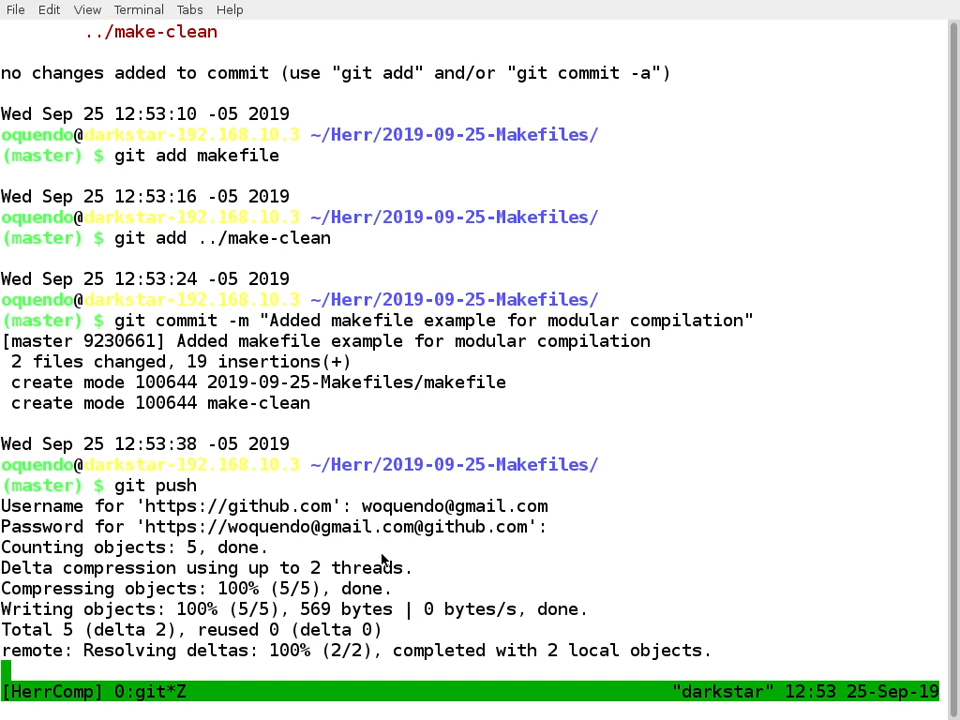 File Edit View Terminal Tabs Help
../make-clean
no changes added to commit (use "git add" and/or "git commit -a")
Wed Sep 25 12:53:10 -05 2019
oquendo@darkstar-192.168.10.3 ~/Herr/2019-09-25-Makefiles/
(master) $ git add makefile
Wed Sep 25 12:53:16 -05 2019
oquendo@darkstar-192.168.10.3 ~/Herr/2019-09-25-Makefiles/
(master) $ git add ../make-clean
Wed Sep 25 12:53:24 -05 2019
oquendo@darkstar-192.168.10.3 ~/Herr/2019-09-25-Makefiles/
(master) $ git commit -m "Added makefile example for modular compilation"
[master 9230661] Added makefile example for modular compilation
2 files changed, 19 insertions(+)
create mode 100644 2019-09-25-Makefiles/makefile
create mode 100644 make-clean
Wed Sep 25 12:53:38 -05 2019
oquendo@darkstar-192.168.10.3 ~/Herr/2019-09-25-Makefiles/
(master) $ git push
Username for 'https://github.com': woquendo@gmail.com
Password for 'https://woquendo@gmail.com@github.com':
Counting objects: 5, done.
Delta compression using up to 2 threads.
Compressing objects: 100% (5/5), done.
Writing objects: 100% (5/5), 569 bytes | 0 bytes/s, done.
Total 5 (delta 2), reused 0 (delta 0)
remote: Resolving deltas: 100% (2/2), completed with 2 local objects.
[HerrComp] 0:git*Z "darkstar" 12:53 25-Sep-19